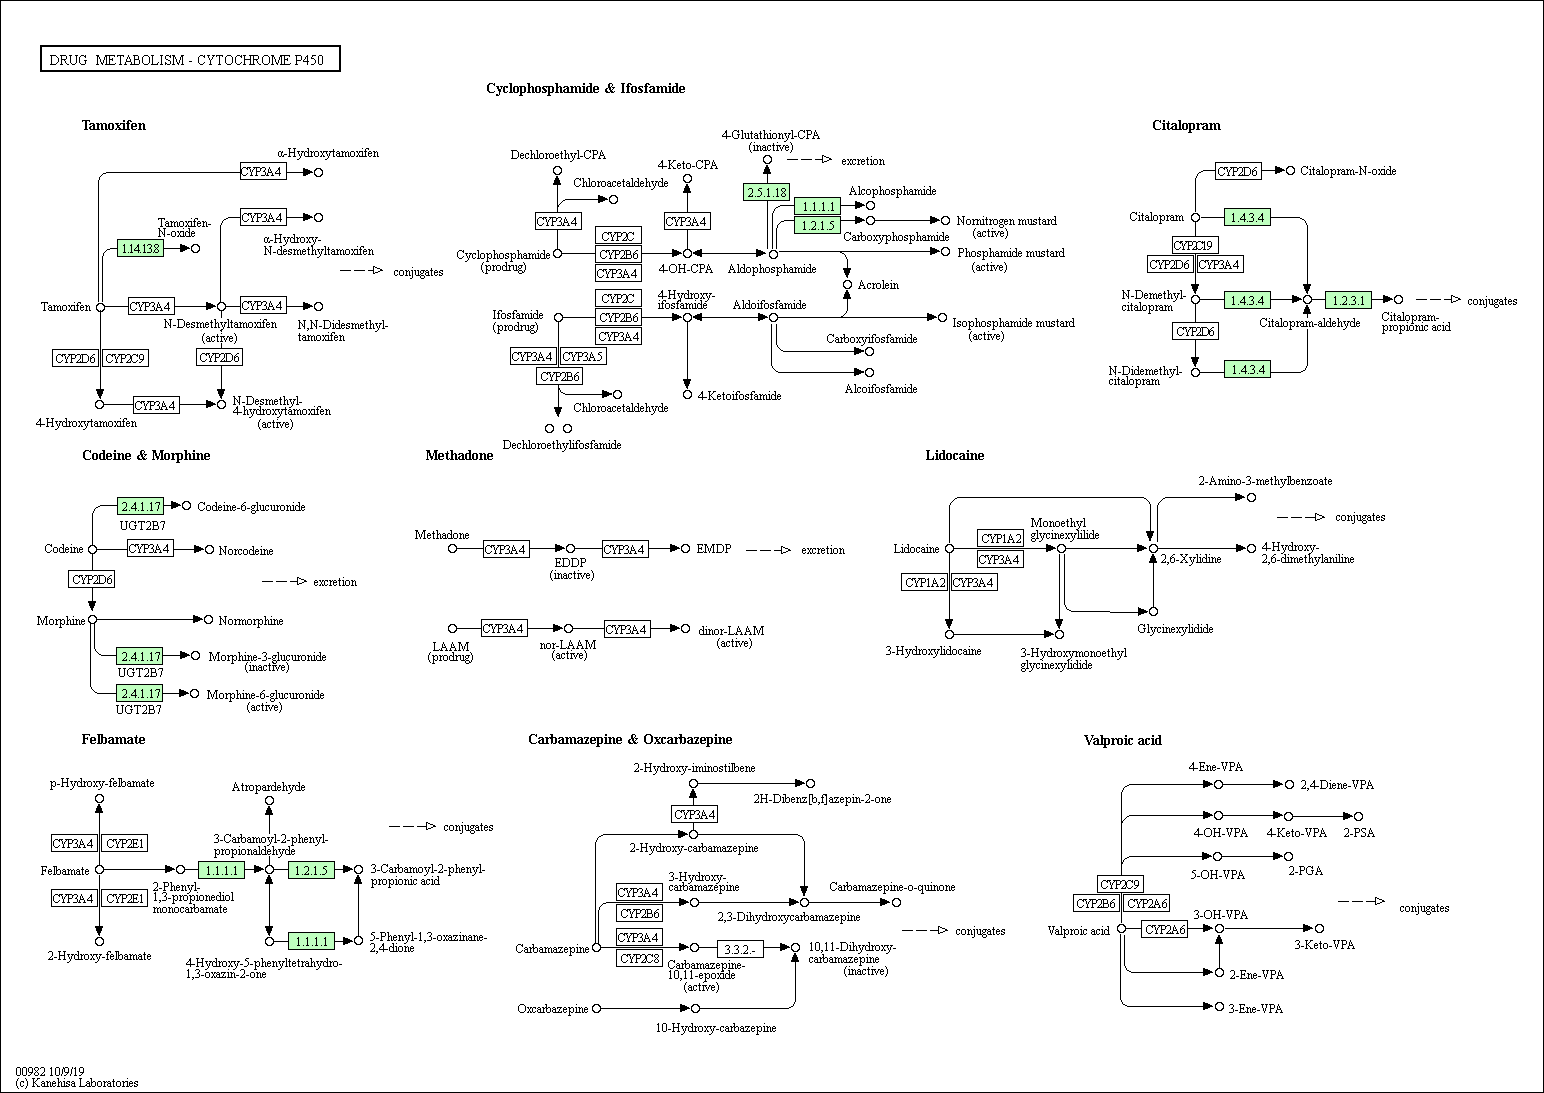 DRUG METABOLISM - CYTOCHROME P450
Cyclophosphamide & Ifosfamide
Tamoxifen
α-Hydroxytamoxifen
CYP3A4
Tamoxifen-
N-oxide
1.14.13.8
CYP3A4
α-Hydroxy-
N-desmethyltamoxifen
conjugates
Tamoxifen
CYP3A4
CYP3A4
N-Desmethyltamoxifen
(active)
N,N-Didesmethyl-
tamoxifen
CYP2D6
CYP2C9
CYP2D6
CYP3A4
N-Desmethyl-
4-hydroxytamoxifen
(active)
4-Hydroxytamoxifen
Dechloroethyl-CPA
Chloroacetaldehyde
CYP3A4
4-Keto-CPA
CYP3A4
4-Glutathionyl-CPA
(inactive)
excretion
2.5.1.18
1.1.1.1
Alcophosphamide
1.2.1.5
Carboxyphosphamide
Nornitrogen mustard
(active)
Cyclophosphamide
(prodrug)
CYP2C
CYP2B6
CYP3A4
4-OH-CPA
Aldophosphamide
Phosphamide mustard
(active)
Acrolein
Ifosfamide
(prodrug)
CYP2C
CYP2B6
CYP3A4
4-Hydroxy-
ifosfamide
Aldoifosfamide
Isophosphamide mustard
(active)
Carboxyifosfamide
Alcoifosfamide
CYP3A4
CYP3A5
CYP2B6
Chloroacetaldehyde
4-Ketoifosfamide
Dechloroethylifosfamide
Citalopram
CYP2D6
Citalopram-N-oxide
Citalopram
1.4.3.4
CYP2C19
CYP2D6
CYP3A4
N-Demethyl-
citalopram
1.4.3.4
1.2.3.1
conjugates
Citalopram-aldehyde
Citalopram-
propionic acid
CYP2D6
N-Didemethyl-
citalopram
1.4.3.4
Codeine & Morphine
2.4.1.17
UGT2B7
Codeine-6-glucuronide
Codeine
CYP3A4
Norcodeine
CYP2D6
excretion
Morphine
Normorphine
2.4.1.17
UGT2B7
Morphine-3-glucuronide
(inactive)
2.4.1.17
UGT2B7
Morphine-6-glucuronide
(active)
Methadone
Methadone
CYP3A4
EDDP
(inactive)
CYP3A4
EMDP
excretion
LAAM
(prodrug)
CYP3A4
nor-LAAM
(active)
CYP3A4
dinor-LAAM
(active)
Lidocaine
2-Amino-3-methylbenzoate
conjugates
Lidocaine
CYP1A2
CYP3A4
Monoethyl
glycinexylilide
2,6-Xylidine
4-Hydroxy-
2,6-dimethylaniline
CYP1A2
CYP3A4
Glycinexylidide
3-Hydroxylidocaine
3-Hydroxymonoethyl
glycinexylidide
Felbamate
p-Hydroxy-felbamate
Atropardehyde
conjugates
CYP3A4
CYP2E1
3-Carbamoyl-2-phenyl-
propionaldehyde
Felbamate
1.1.1.1
1.2.1.5
3-Carbamoyl-2-phenyl-
propionic acid
CYP3A4
CYP2E1
2-Phenyl-
1,3-propionediol
monocarbamate
2-Hydroxy-felbamate
1.1.1.1
5-Phenyl-1,3-oxazinane-
2,4-dione
4-Hydroxy-5-phenyltetrahydro-
1,3-oxazin-2-one
Carbamazepine & Oxcarbazepine
2-Hydroxy-iminostilbene
2H-Dibenz[b,f]azepin-2-one
CYP3A4
2-Hydroxy-carbamazepine
CYP3A4
CYP2B6
3-Hydroxy-
carbamazepine
2,3-Dihydroxycarbamazepine
Carbamazepine-o-quinone
conjugates
Carbamazepine
CYP3A4
CYP2C8
Carbamazepine-
10,11-epoxide
(active)
3.3.2.-
10,11-Dihydroxy-
carbamazepine
(inactive)
Oxcarbazepine
10-Hydroxy-carbazepine
Valproic acid
4-Ene-VPA
2,4-Diene-VPA
4-OH-VPA
4-Keto-VPA
2-PSA
5-OH-VPA
2-PGA
CYP2C9
CYP2B6
CYP2A6
conjugates
Valproic acid
CYP2A6
3-OH-VPA
3-Keto-VPA
2-Ene-VPA
3-Ene-VPA
00982 10/9/19
(c) Kanehisa Laboratories